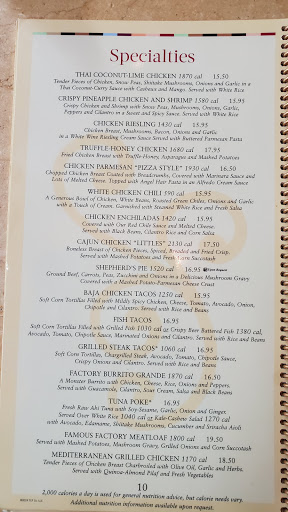 Specialties
THAI COCONUT-LIME CHICKEN 1870 cal 15.50
Tender Pieces of Chicken, Snow Peas, Shiitake Mushrooms, Onions and Garlic in a
Thai Coconut-Curry Sauce with Cashews and Mango. Served with White Rice
CRISPY PINEAPPLE CHICKEN AND SHRIMP 1580 cal 15.95
Crispy Chicken and Shrimp with Snow Peas, Mushrooms, Onions, Garlic,
Peppers and Cilantro in a Sweet and Spicy Sauce. Served with White Rice
CHICKEN RIESLING 1430 cal 15.95
Chicken Breast, Mushrooms, Bacon, Onions and Garlic
in a White Wine Riesling Cream Sauce Served with Buttered Farmesan Pasta
TRUFFLE-HONEY CHICKEN 1680 cal 17.95
Fried Chicken Breast with Truffle-Honey, Asparagus and Mashed Potatoes
CHICKEN PARMESAN "PIZZA STYLE" 1930 cal 16.50
Chopped Chicken Breast Coated with Breadcrumbs, Covered with Marinara Sauce and
Lots of Melted Cheese. Topped with Angel Hair Pasta in an Alfredo Cream Sauce
WHITE CHICKEN CHILI 590 cal 15.95
A Generous Bowl of Chicken, White Beans, Roasted Green Chiles, Onions and Garlic
with a Touch of Cream. Garnished with Steamed White Rice and Fresh Salsa
CHICKEN ENCHILADAS 1420 cal 15.95
Covered with Our Red Chile Sauce and Melted Cheese.
Served with Black Beans, Cilantro Rice and Corn Salsa
CAJUN CHICKEN "LITTLES" 2130 cal 17.50
Boneless Breast of Chicken Pieces, Spiced, Breaded and Fried Crisp.
Served with Mashed Potatoes and Fresh Corn Succotash
SHEPHERD'S PIE 1520 cal 16.95
Ground Beef, Carrots, Peas, Zucchini and Onions in a Delicious Mushroom Gravy
Covered with a Mashed Potato-Parmesan Cheese Crust
BAJA CHICKEN TACOS 1250 cal 15.95
Soft Corn Tortillas Filled with Mildly Spicy Chicken, Cheese, Tomato, Avocado, Onion,
Chipotle and Cilantro. Served with Rice and Beans
FISH TACOS 16.95
Soft Corn Tortillas Filled with Grilled Fish 1030 cal or Crispy Beer Battered Fish 1380 cal,
Avocado, Tomato, Chipotle Sauce, Marinated Onions and Cilantro. Served with Rice and Beans
GRILLED STEAK TACOS* 1060 cal 16.95
Soft Corn Tortillas, Chargrilled Steak, Avocado, Tomato, Chipotle Sauce,
Crispy Onions and Cilantro. Served with Rice and Beans
FACTORY BURRITO GRANDE 1870 cal 16.50
A Monster Burrito with Chicken, Cheese, Rice, Onions and Peppers.
Served with Guacamole, Cilantro, Sour Cream, Salsa and Black Beans
TUNA POKE* 16.95
Fresh Raw Ahi Tuna with Soy-Sesame, Garlic, Onion and Ginger.
Served Over White Rice 1040 cal or Kale-Cashew Salad 1270 cal
with Avocado, Edamame, Shiitake Mushrooms, Cucumber and Sriracha Aioli
FAMOUS FACTORY MEATLOAF 1800 cal 19.50
Served with Mashed Potatoes, Mushroom Gravy, Grilled Onions and Corn Succotash
MEDITERRANEAN GRILLED CHICKEN 1170 cal 18.50
Tender Pieces of Chicken Breast Charbroiled with Olive Oil, Garlic and Herbs.
Served with Quinoa-Almond Pilaf and Fresh Vegetables
10
2,000 calories a day is used for general nutrition advice, but calorie needs vary.
Additional nutrition information available upon request.